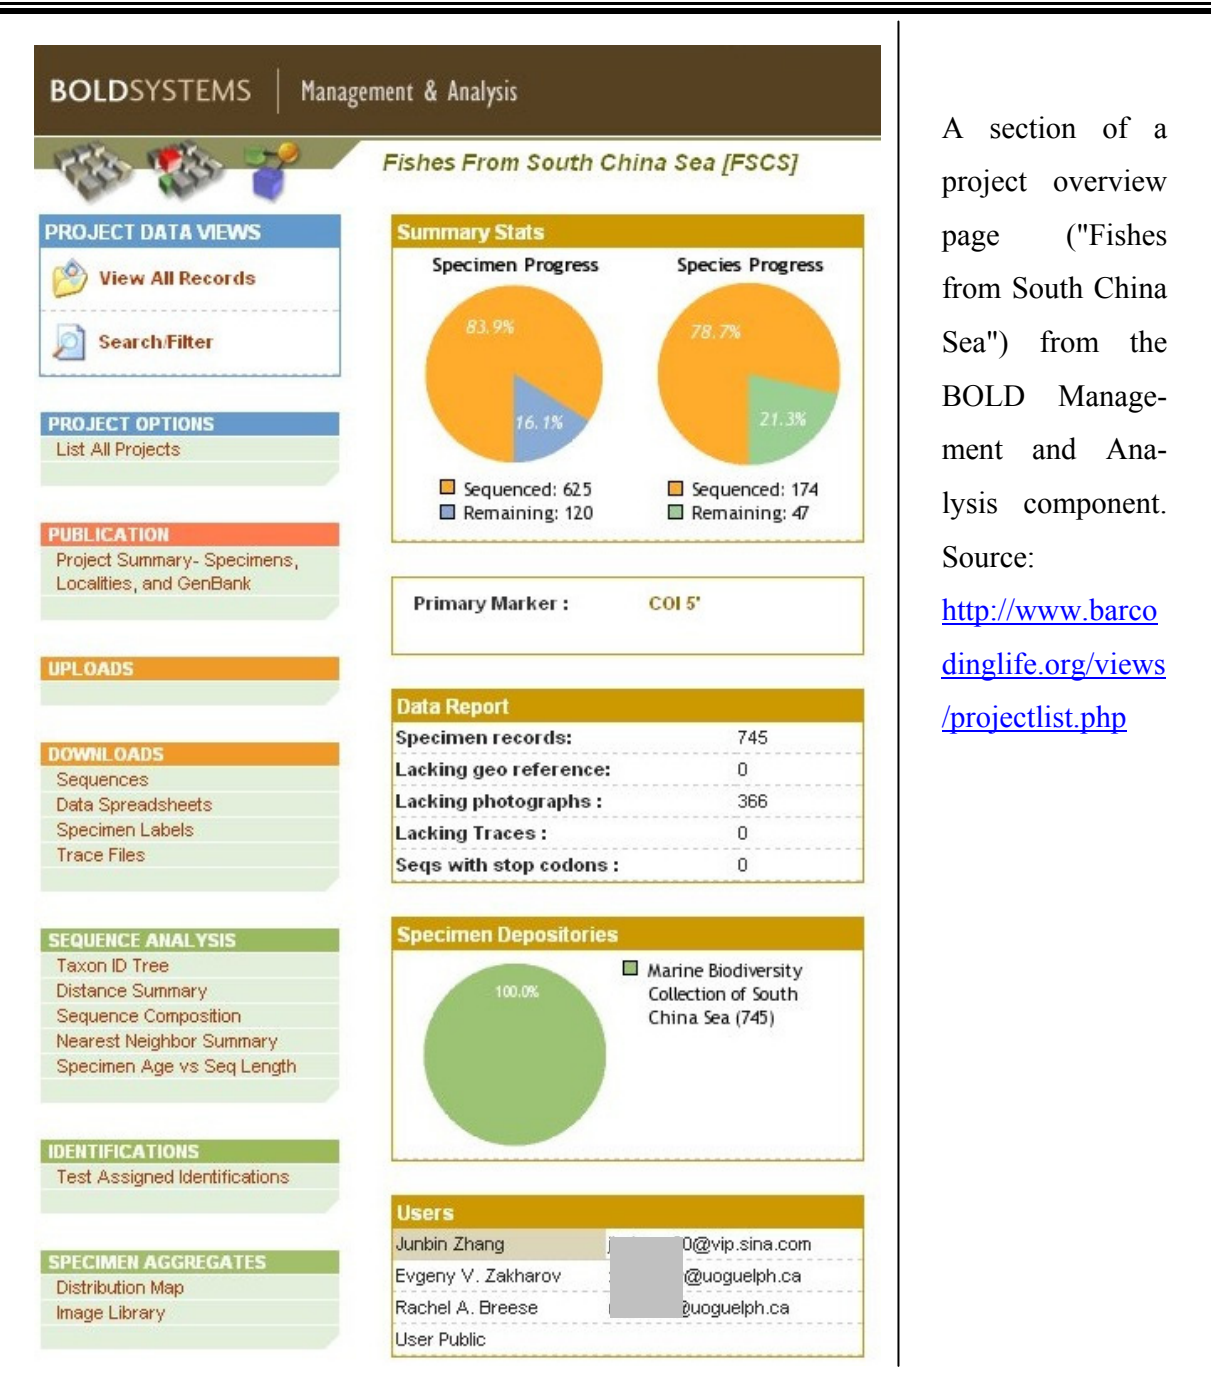 BOLDSYSTEMS | Management & Analysis
Fishes From South China Sea [FSCS]
PROJECT DATA VIEWS
View All Records
Search/Filter
PROJECT OPTIONS
List All Projects
PUBLICATION
Project Summary- Specimens,
Localities, and GenBank
UPLOADS
DOWNLOADS
Sequences
Data Spreadsheets
Specimen Labels
Trace Files
SEQUENCE ANALYSIS
Taxon ID Tree
Distance Summary
Sequence Composition
Nearest Neighbor Summary
Specimen Age vs Seq Length
IDENTIFICATIONS
Test Assigned Identifications
SPECIMEN AGGREGATES
Distribution Map
Image Library
Summary Stats
Specimen Progress
83.9%
16.1%
Sequenced: 625
Remaining: 120
Species Progress
78.7%
21.3%
Sequenced: 174
Remaining: 47
Primary Marker : COI 5'
Data Report
Specimen records: 745
Lacking geo reference: 0
Lacking photographs : 366
Lacking Traces : 0
Seqs with stop codons : 0
Specimen Depositories
100.0%
Marine Biodiversity
Collection of South
China Sea (745)
Users
Junbin Zhang 0@vip.sina.com
Evgeny V. Zakharov @uoguelph.ca
Rachel A. Breese @uoguelph.ca
User Public
A section of a
project overview
page ("Fishes
from South China
Sea") from the
BOLD Manage-
ment and Ana-
lysis component.
Source:
http://www.barco
dinglife.org/views
/projectlist.php